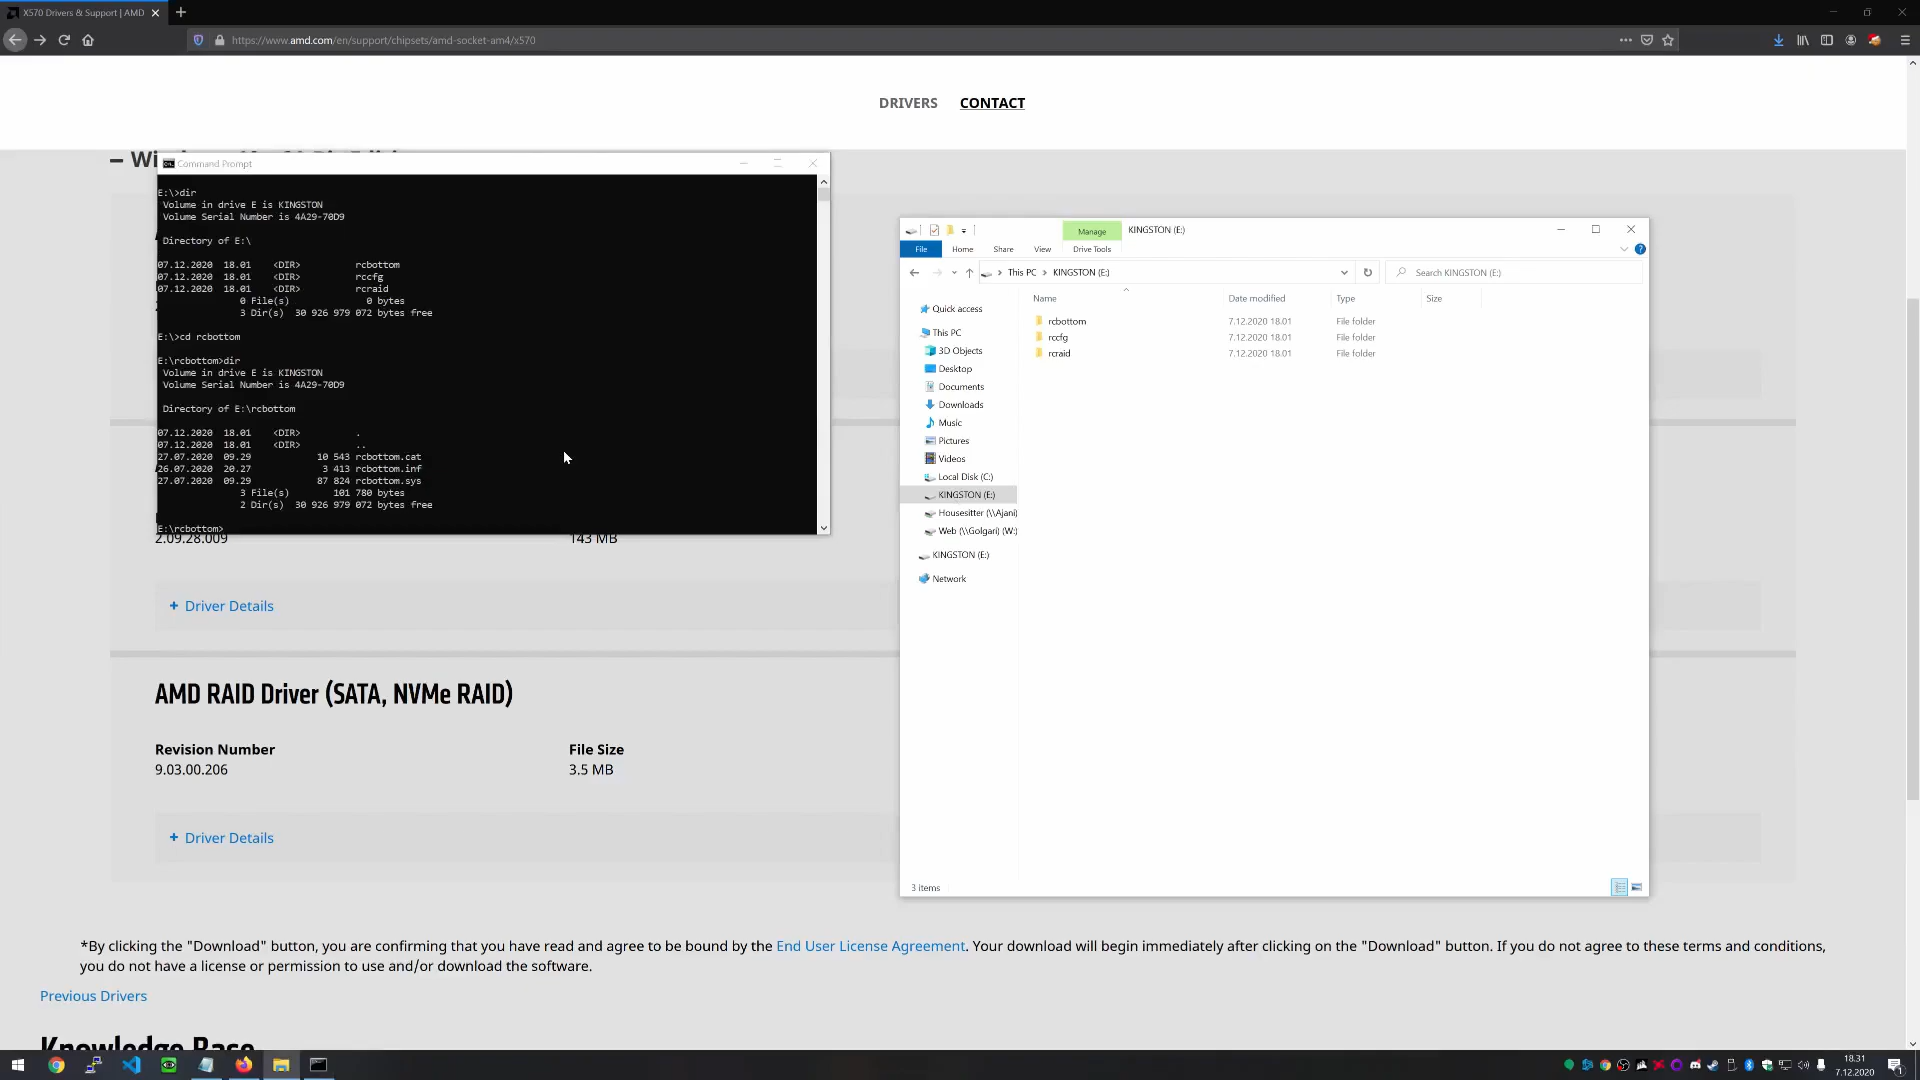 X570 Drivers & Support | AMD
https://www.amd.com/en/support/chipsets/amd-socket-am4/x570
DRIVERS CONTACT
Command Prompt
E:\>dir
Volume in drive E is KINGSTON
Volume Serial Number is 4A29-70D9
Directory of E:\
07.12.2020 18.01 <DIR> rcbottom
07.12.2020 18.01 <DIR> rccfg
07.12.2020 18.01 <DIR> rcraid
0 File(s) 0 bytes
3 Dir(s) 30 926 979 072 bytes free
E:\>cd rcbottom
E:\rcbottom>dir
Volume in drive E is KINGSTON
Volume Serial Number is 4A29-70D9
Directory of E:\rcbottom
07.12.2020 18.01 <DIR> .
07.12.2020 18.01 <DIR> ..
27.07.2020 09.29 10 543 rcbottom.cat
26.07.2020 20.27 3 413 rcbottom.inf
27.07.2020 09.29 87 824 rcbottom.sys
3 File(s) 101 780 bytes
2 Dir(s) 30 926 979 072 bytes free
E:\rcbottom>
2.09.28.009 143 MB
+ Driver Details
AMD RAID Driver (SATA, NVMe RAID)
Revision Number File Size
9.03.00.206 3.5 MB
+ Driver Details
Manage KINGSTON (E:)
File Home Share View Drive Tools
This PC > KINGSTON (E:) Search KINGSTON (E:)
Name Date modified Type Size
rcbottom 7.12.2020 18.01 File folder
rccfg 7.12.2020 18.01 File folder
rcraid 7.12.2020 18.01 File folder
Quick access
This PC
3D Objects
Desktop
Documents
Downloads
Music
Pictures
Videos
Local Disk (C:)
KINGSTON (E:)
Housesitter (\\Ajani)
Web (\\Golgari) (W:)
KINGSTON (E:)
Network
3 items
*By clicking the "Download" button, you are confirming that you have read and agree to be bound by the End User License Agreement. Your download will begin immediately after clicking on the "Download" button. If you do not agree to these terms and conditions,
you do not have a license or permission to use and/or download the software.
Previous Drivers
Knowledge Base
18.31
7.12.2020